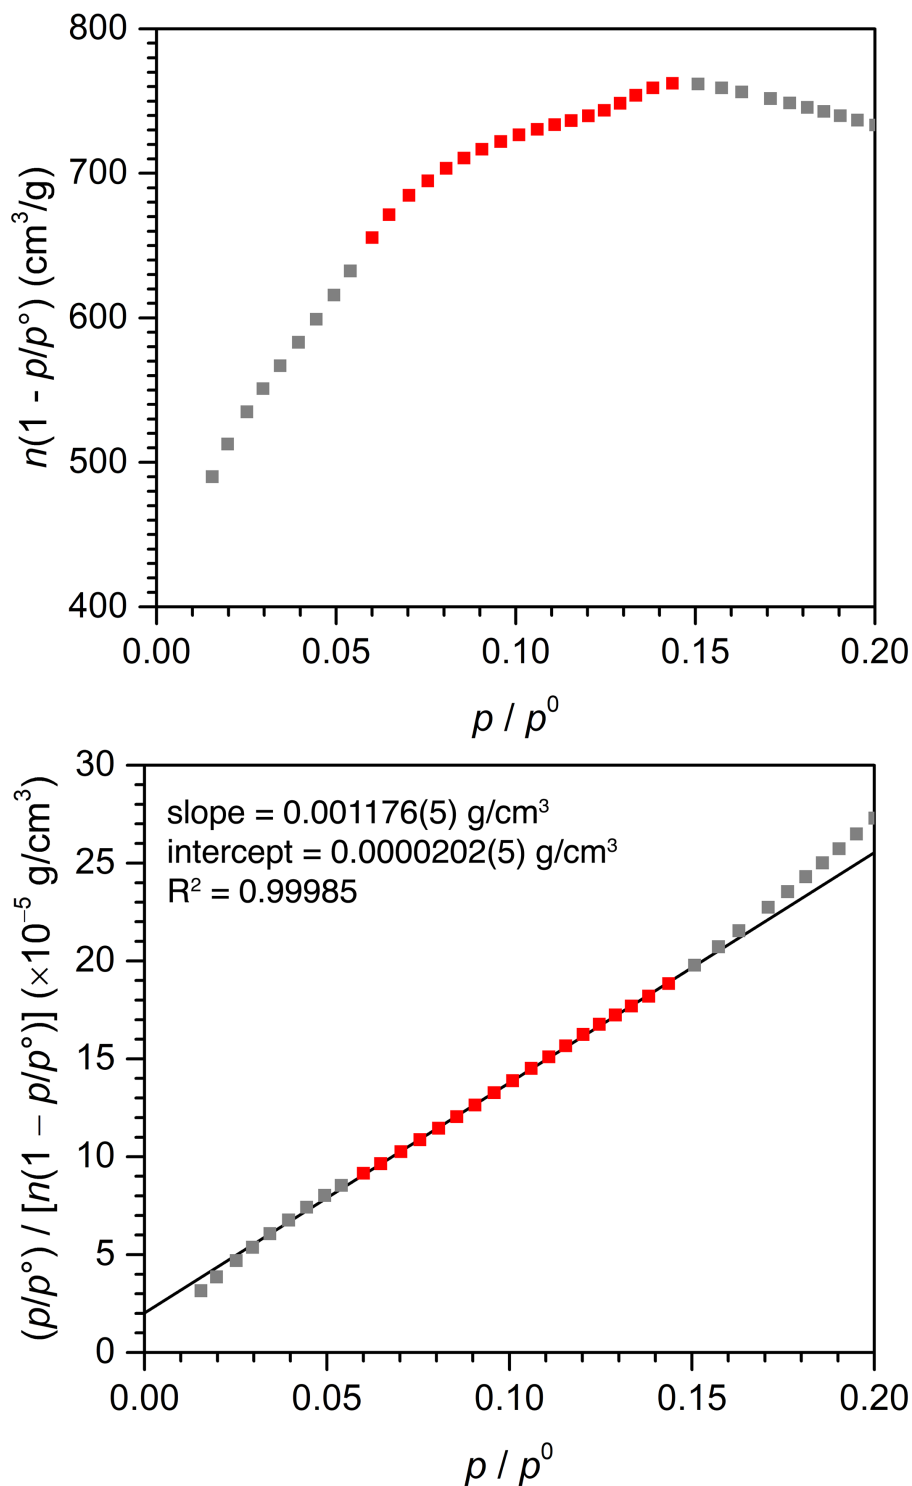 800
700
600
500
400
n(1 - p/p°) (cm³/g)
0.00 0.05 0.10 0.15 0.20
p / p⁰
30
25
20
15
10
5
0
(p/p°) / [n(1 – p/p°)] (×10⁻⁵ g/cm³)
slope = 0.001176(5) g/cm³
intercept = 0.0000202(5) g/cm³
R² = 0.99985
0.00 0.05 0.10 0.15 0.20
p / p⁰